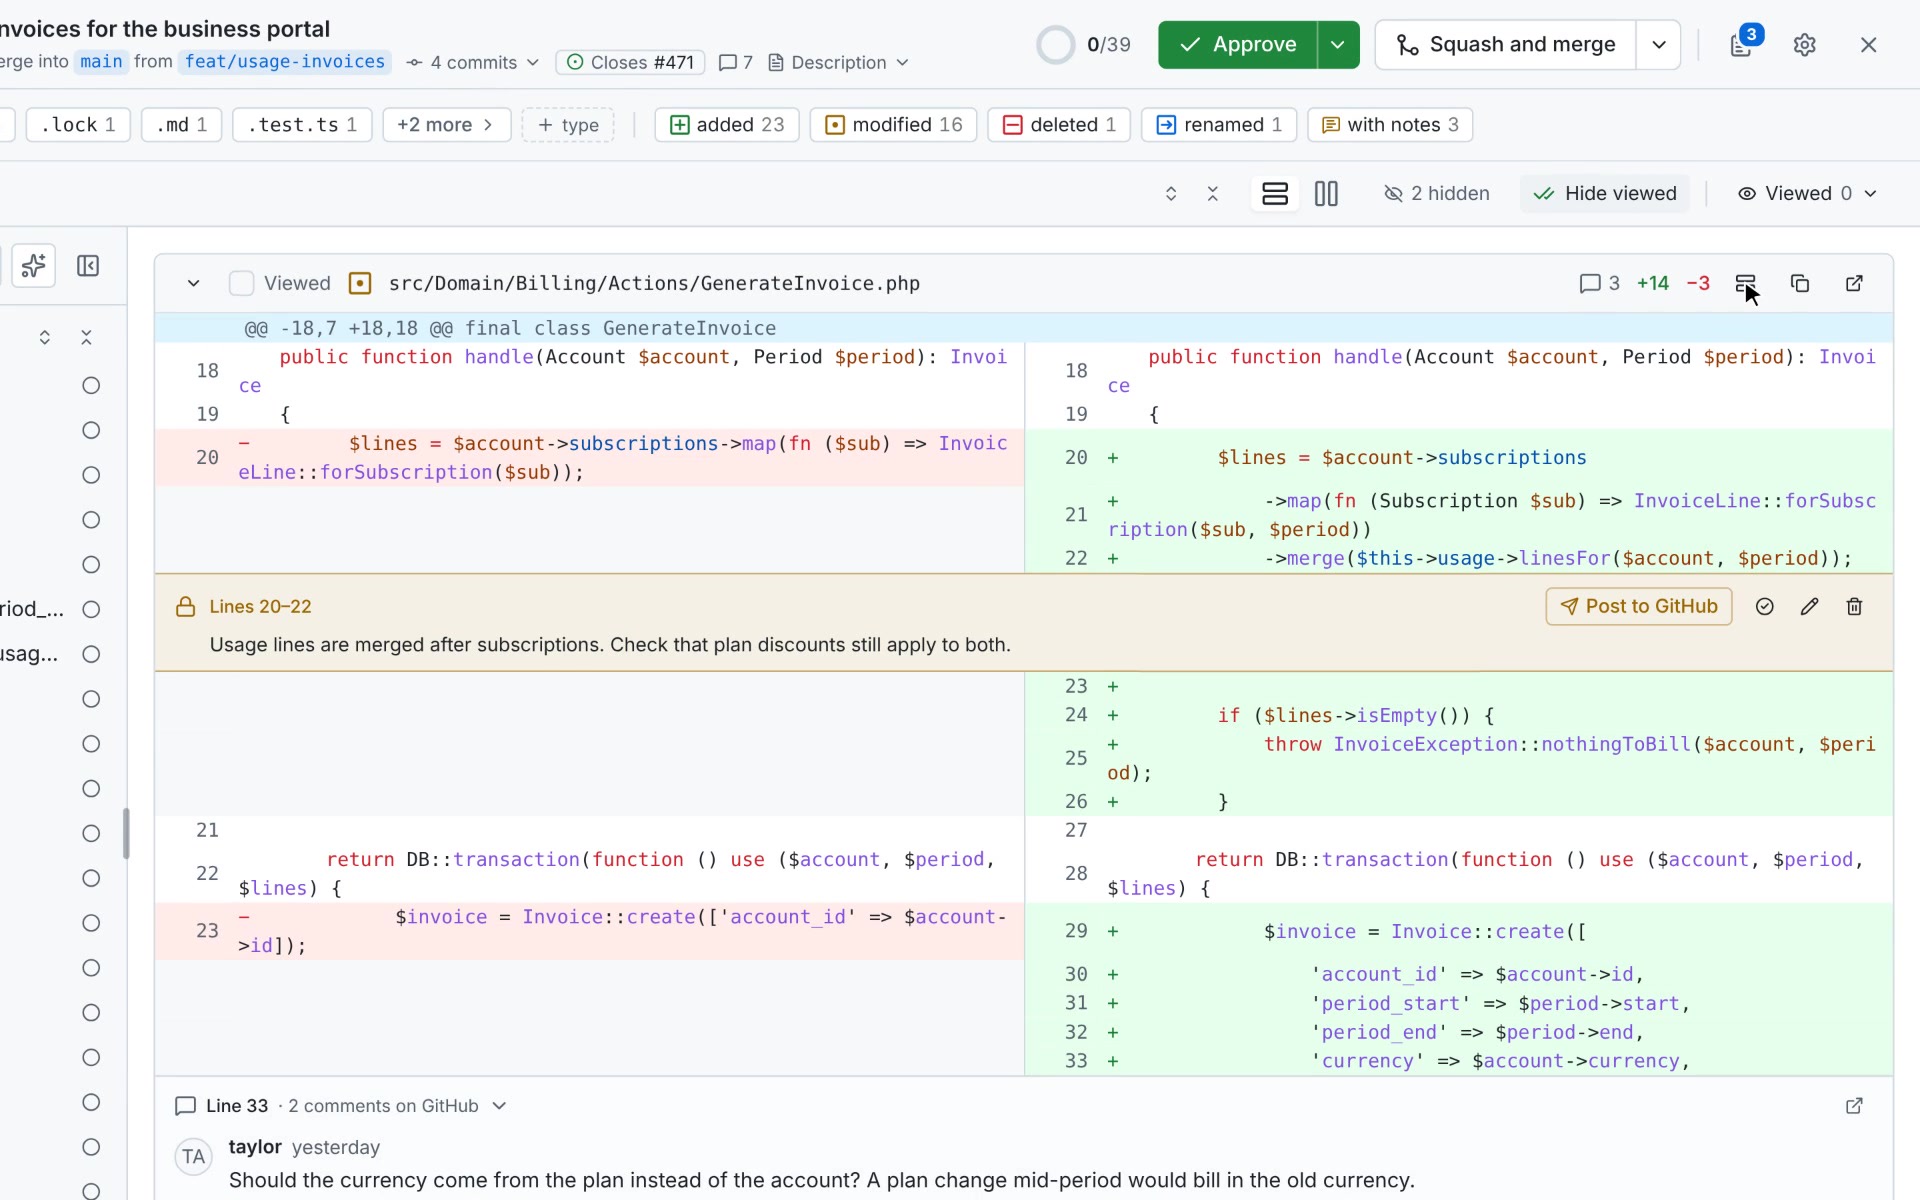 nvoices for the business portal
erge into main from feat/usage-invoices 4 commits Closes #471 7 Description
0/39 Approve Squash and merge 3
.lock 1 .md 1 .test.ts 1 +2 more + type added 23 modified 16 deleted 1 renamed 1 with notes 3
2 hidden Hide viewed Viewed 0
riod_...
usag...
Viewed src/Domain/Billing/Actions/GenerateInvoice.php 3 +14 −3
@@ -18,7 +18,18 @@ final class GenerateInvoice
18 public function handle(Account $account, Period $period): Invoi
ce
19 {
20 − $lines = $account->subscriptions->map(fn ($sub) => Invoic
eLine::forSubscription($sub));
18 public function handle(Account $account, Period $period): Invoi
ce
19 {
20 + $lines = $account->subscriptions
21 + ->map(fn (Subscription $sub) => InvoiceLine::forSubsc
ription($sub, $period))
22 + ->merge($this->usage->linesFor($account, $period));
Lines 20–22 Post to GitHub
Usage lines are merged after subscriptions. Check that plan discounts still apply to both.
21
22 return DB::transaction(function () use ($account, $period,
$lines) {
23 − $invoice = Invoice::create(['account_id' => $account-
>id]);
23 +
24 + if ($lines->isEmpty()) {
25 + throw InvoiceException::nothingToBill($account, $peri
od);
26 + }
27
28 return DB::transaction(function () use ($account, $period,
$lines) {
29 + $invoice = Invoice::create([
30 + 'account_id' => $account->id,
31 + 'period_start' => $period->start,
32 + 'period_end' => $period->end,
33 + 'currency' => $account->currency,
Line 33 · 2 comments on GitHub
TA taylor yesterday
Should the currency come from the plan instead of the account? A plan change mid-period would bill in the old currency.